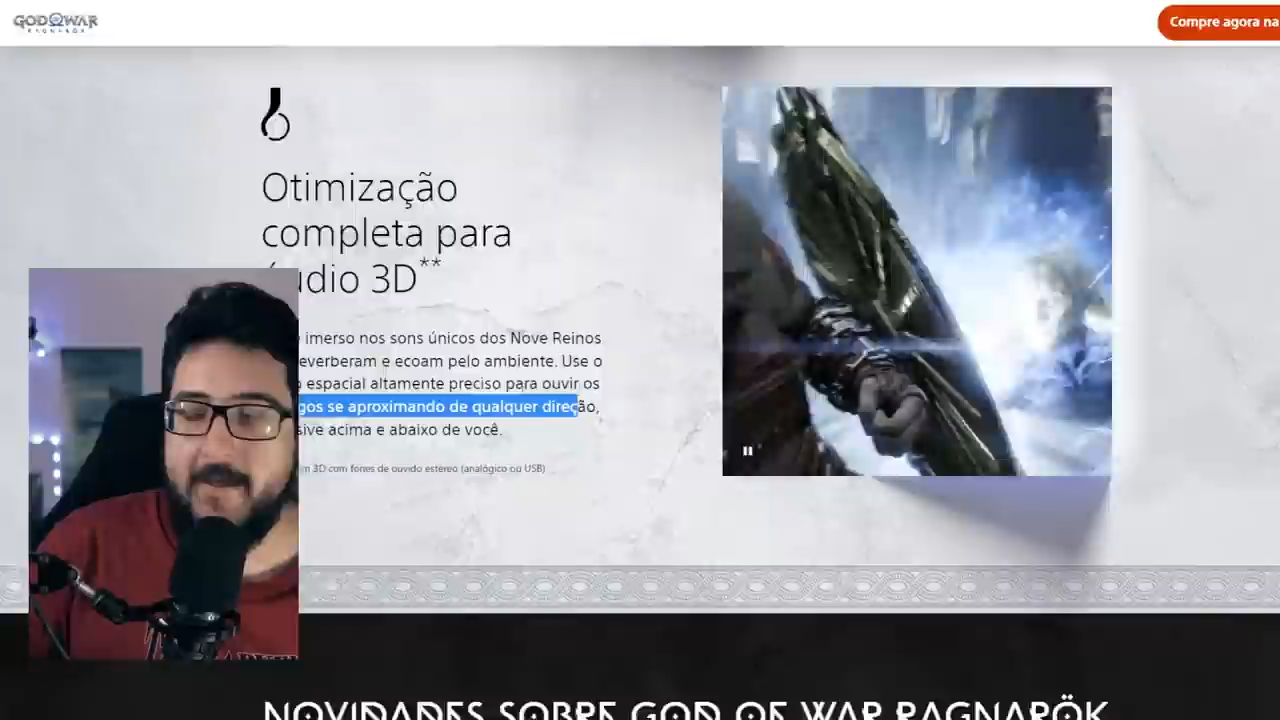 GOD OF WAR
RAGNARÖK
Compre agora na
Otimização
completa para
údio 3D**
imerso nos sons únicos dos Nove Reinos
everberam e ecoam pelo ambiente. Use o
espacial altamente preciso para ouvir os
gos se aproximando de qualquer direção,
sive acima e abaixo de você.
m 3D com fones de ouvido estéreo (analógico ou USB)
NOVIDADES SOBRE GOD OF WAR RAGNARÖK